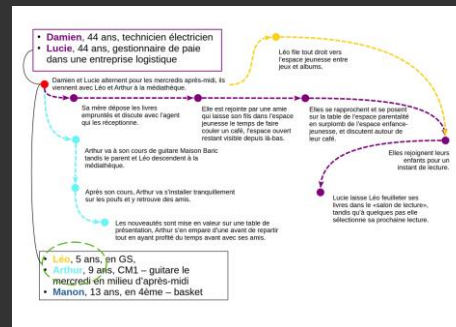 • Damien, 44 ans, technicien électricien
• Lucie, 44 ans, gestionnaire de paie
dans une entreprise logistique
Léo file tout droit vers
l'espace jeunesse entre
jeux et albums.
Damien et Lucie alternent pour les mercredis après-midi, ils
viennent avec Léo et Arthur à la médiathèque.
Sa mère dépose les livres
empruntés et discute avec l'agent
qui les réceptionne.
Elle est rejointe par une amie
qui laisse son fils dans l'espace
jeunesse le temps de faire
couler un café, l'espace ouvert
restant visible depuis là-bas.
Elles se rapprochent et se posent
sur la table de l'espace parentalité
en surplomb de l'espace enfance-
jeunesse, et discutent autour de
leur café.
Arthur va à son cours de guitare Maison Baric
tandis le parent et Léo descendent à la
médiathèque.
Elles rejoignent leurs
enfants pour un
instant de lecture.
Après son cours, Arthur va s'installer tranquillement
sur les poufs et y retrouve des amis.
Lucie laisse Léo feuilleter ses
livres dans le «salon de lecture»,
tandis qu'à quelques pas elle
sélectionne sa prochaine lecture.
Les nouveautés sont mise en valeur sur une table de
présentation, Arthur s'en empare d'une avant de repartir
tout en ayant profité du temps avant avec ses amis.
• Léo, 5 ans, en GS,
• Arthur, 9 ans, CM1 – guitare le
mercredi en milieu d'après-midi
• Manon, 13 ans, en 4ème – basket